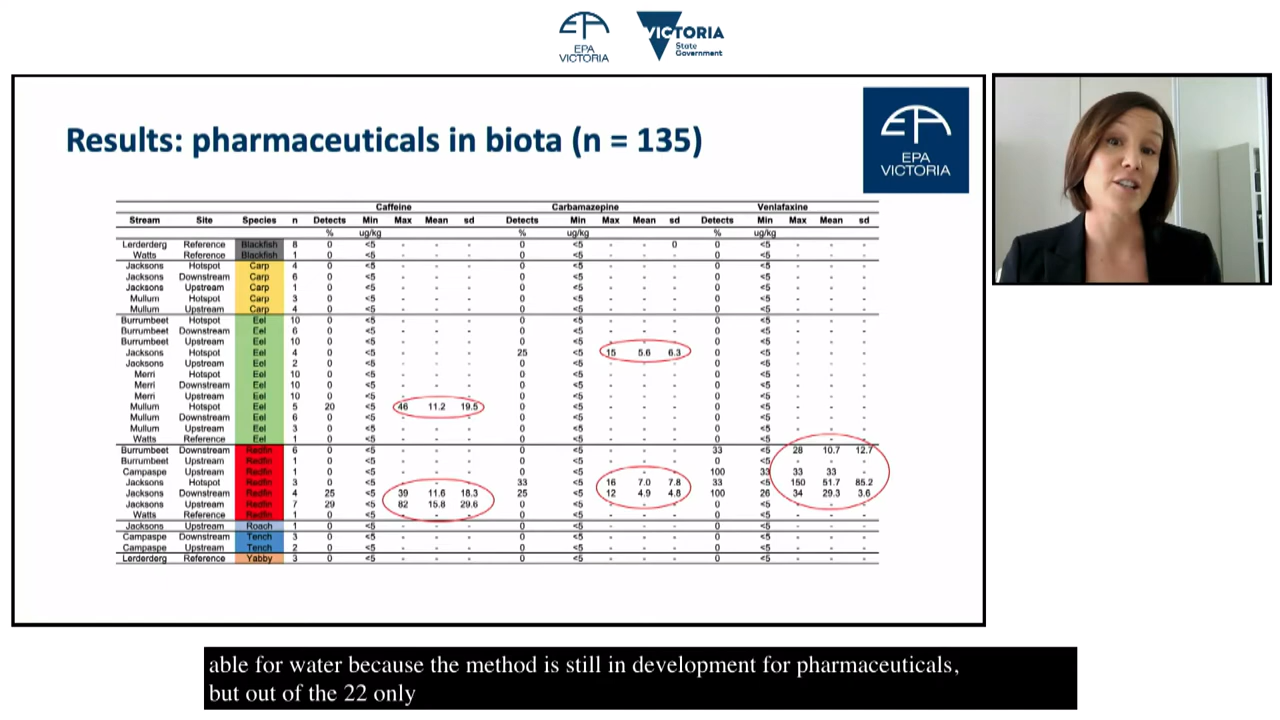 EPA
VICTORIA
VICTORIA
State
Government
Results: pharmaceuticals in biota (n = 135)
EPA
VICTORIA
Caffeine Carbamazepine Venlafaxine
Stream Site Species n Detects Min Max Mean sd Detects Min Max Mean sd Detects Min Max Mean sd
% ug/kg % ug/kg % ug/kg
Lerderderg Reference Blackfish 8 0 <5 - - - 0 <5 - - 0 0 <5 - - -
Watts Reference Blackfish 1 0 <5 - - - 0 <5 - - - 0 <5 - - -
Jacksons Hotspot Carp 4 0 <5 - - - 0 <5 - - - 0 <5 - - -
Jacksons Downstream Carp 6 0 <5 - - - 0 <5 - - - 0 <5 - - -
Jacksons Upstream Carp 1 0 <5 - - - 0 <5 - - - 0 <5 - - -
Mullum Hotspot Carp 3 0 <5 - - - 0 <5 - - - 0 <5 - - -
Mullum Upstream Carp 4 0 <5 - - - 0 <5 - - - 0 <5 - - -
Burrumbeet Hotspot Eel 10 0 <5 - - - 0 <5 - - - 0 <5 - - -
Burrumbeet Downstream Eel 6 0 <5 - - - 0 <5 - - - 0 <5 - - -
Burrumbeet Upstream Eel 10 0 <5 - - - 0 <5 - - - 0 <5 - - -
Jacksons Hotspot Eel 4 0 <5 - - - 25 <5 15 5.6 6.3 0 <5 - - -
Jacksons Upstream Eel 2 0 <5 - - - 0 <5 - - - 0 <5 - - -
Merri Hotspot Eel 10 0 <5 - - - 0 <5 - - - 0 <5 - - -
Merri Downstream Eel 10 0 <5 - - - 0 <5 - - - 0 <5 - - -
Merri Upstream Eel 10 0 <5 - - - 0 <5 - - - 0 <5 - - -
Mullum Hotspot Eel 5 20 <5 46 11.2 19.5 0 <5 - - - 0 <5 - - -
Mullum Downstream Eel 6 0 <5 - - - 0 <5 - - - 0 <5 - - -
Mullum Upstream Eel 3 0 <5 - - - 0 <5 - - - 0 <5 - - -
Watts Reference Eel 1 0 <5 - - - 0 <5 - - - 0 <5 - - -
Burrumbeet Downstream Redfin 6 0 <5 - - - 0 <5 - - - 33 <5 28 10.7 12.7
Burrumbeet Upstream Redfin 1 0 <5 - - - 0 <5 - - - 0 <5 - - -
Campaspe Upstream Redfin 1 0 <5 - - - 0 <5 - - - 100 33 33 33 -
Jacksons Hotspot Redfin 3 0 <5 - - - 33 <5 16 7.0 7.8 33 <5 150 51.7 85.2
Jacksons Downstream Redfin 4 25 <5 39 11.6 18.3 25 <5 12 4.9 4.8 100 26 34 29.3 3.6
Jacksons Upstream Redfin 7 29 <5 82 15.8 29.6 0 <5 - - - 0 <5 - - -
Watts Reference Redfin 1 0 <5 - - - 0 <5 - - - 0 <5 - - -
Jacksons Upstream Roach 1 0 <5 - - - 0 <5 - - - 0 <5 - - -
Campaspe Downstream Tench 3 0 <5 - - - 0 <5 - - - 0 <5 - - -
Campaspe Upstream Tench 2 0 <5 - - - 0 <5 - - - 0 <5 - - -
Lerderderg Reference Yabby 3 0 <5 - - - 0 <5 - - - 0 <5 - - -
able for water because the method is still in development for pharmaceuticals,
but out of the 22 only